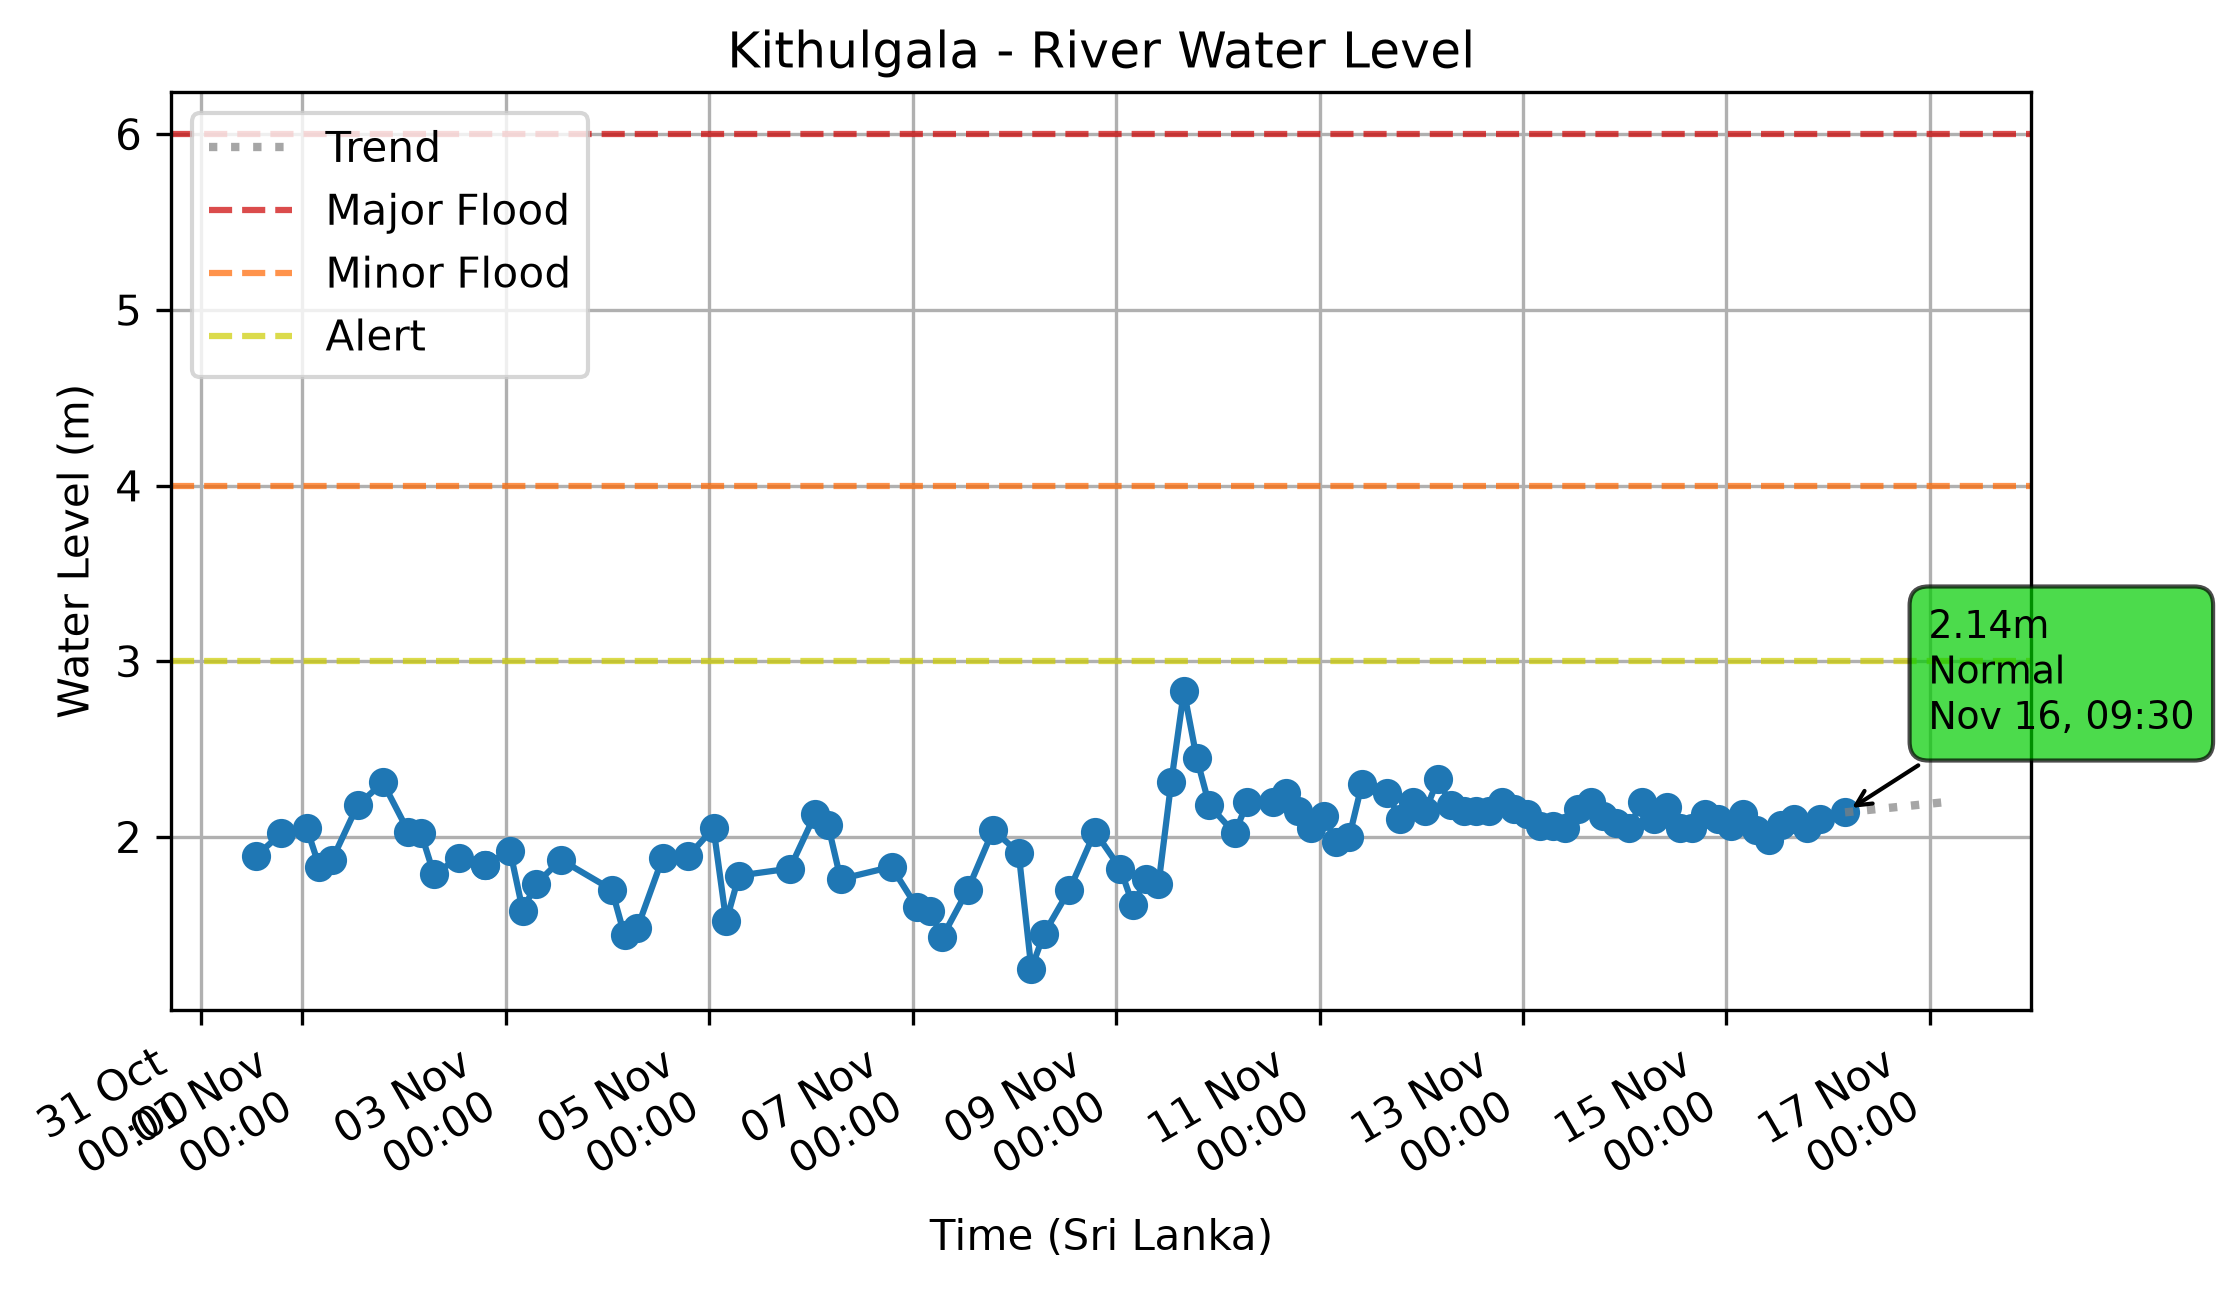 Kithulgala - River Water Level
Trend
Major Flood
Minor Flood
Alert
6
5
4
3
2
Water Level (m)
2.14m
Normal
Nov 16, 09:30
31 Oct
00:00
01 Nov
00:00
03 Nov
00:00
05 Nov
00:00
07 Nov
00:00
09 Nov
00:00
11 Nov
00:00
13 Nov
00:00
15 Nov
00:00
17 Nov
00:00
Time (Sri Lanka)